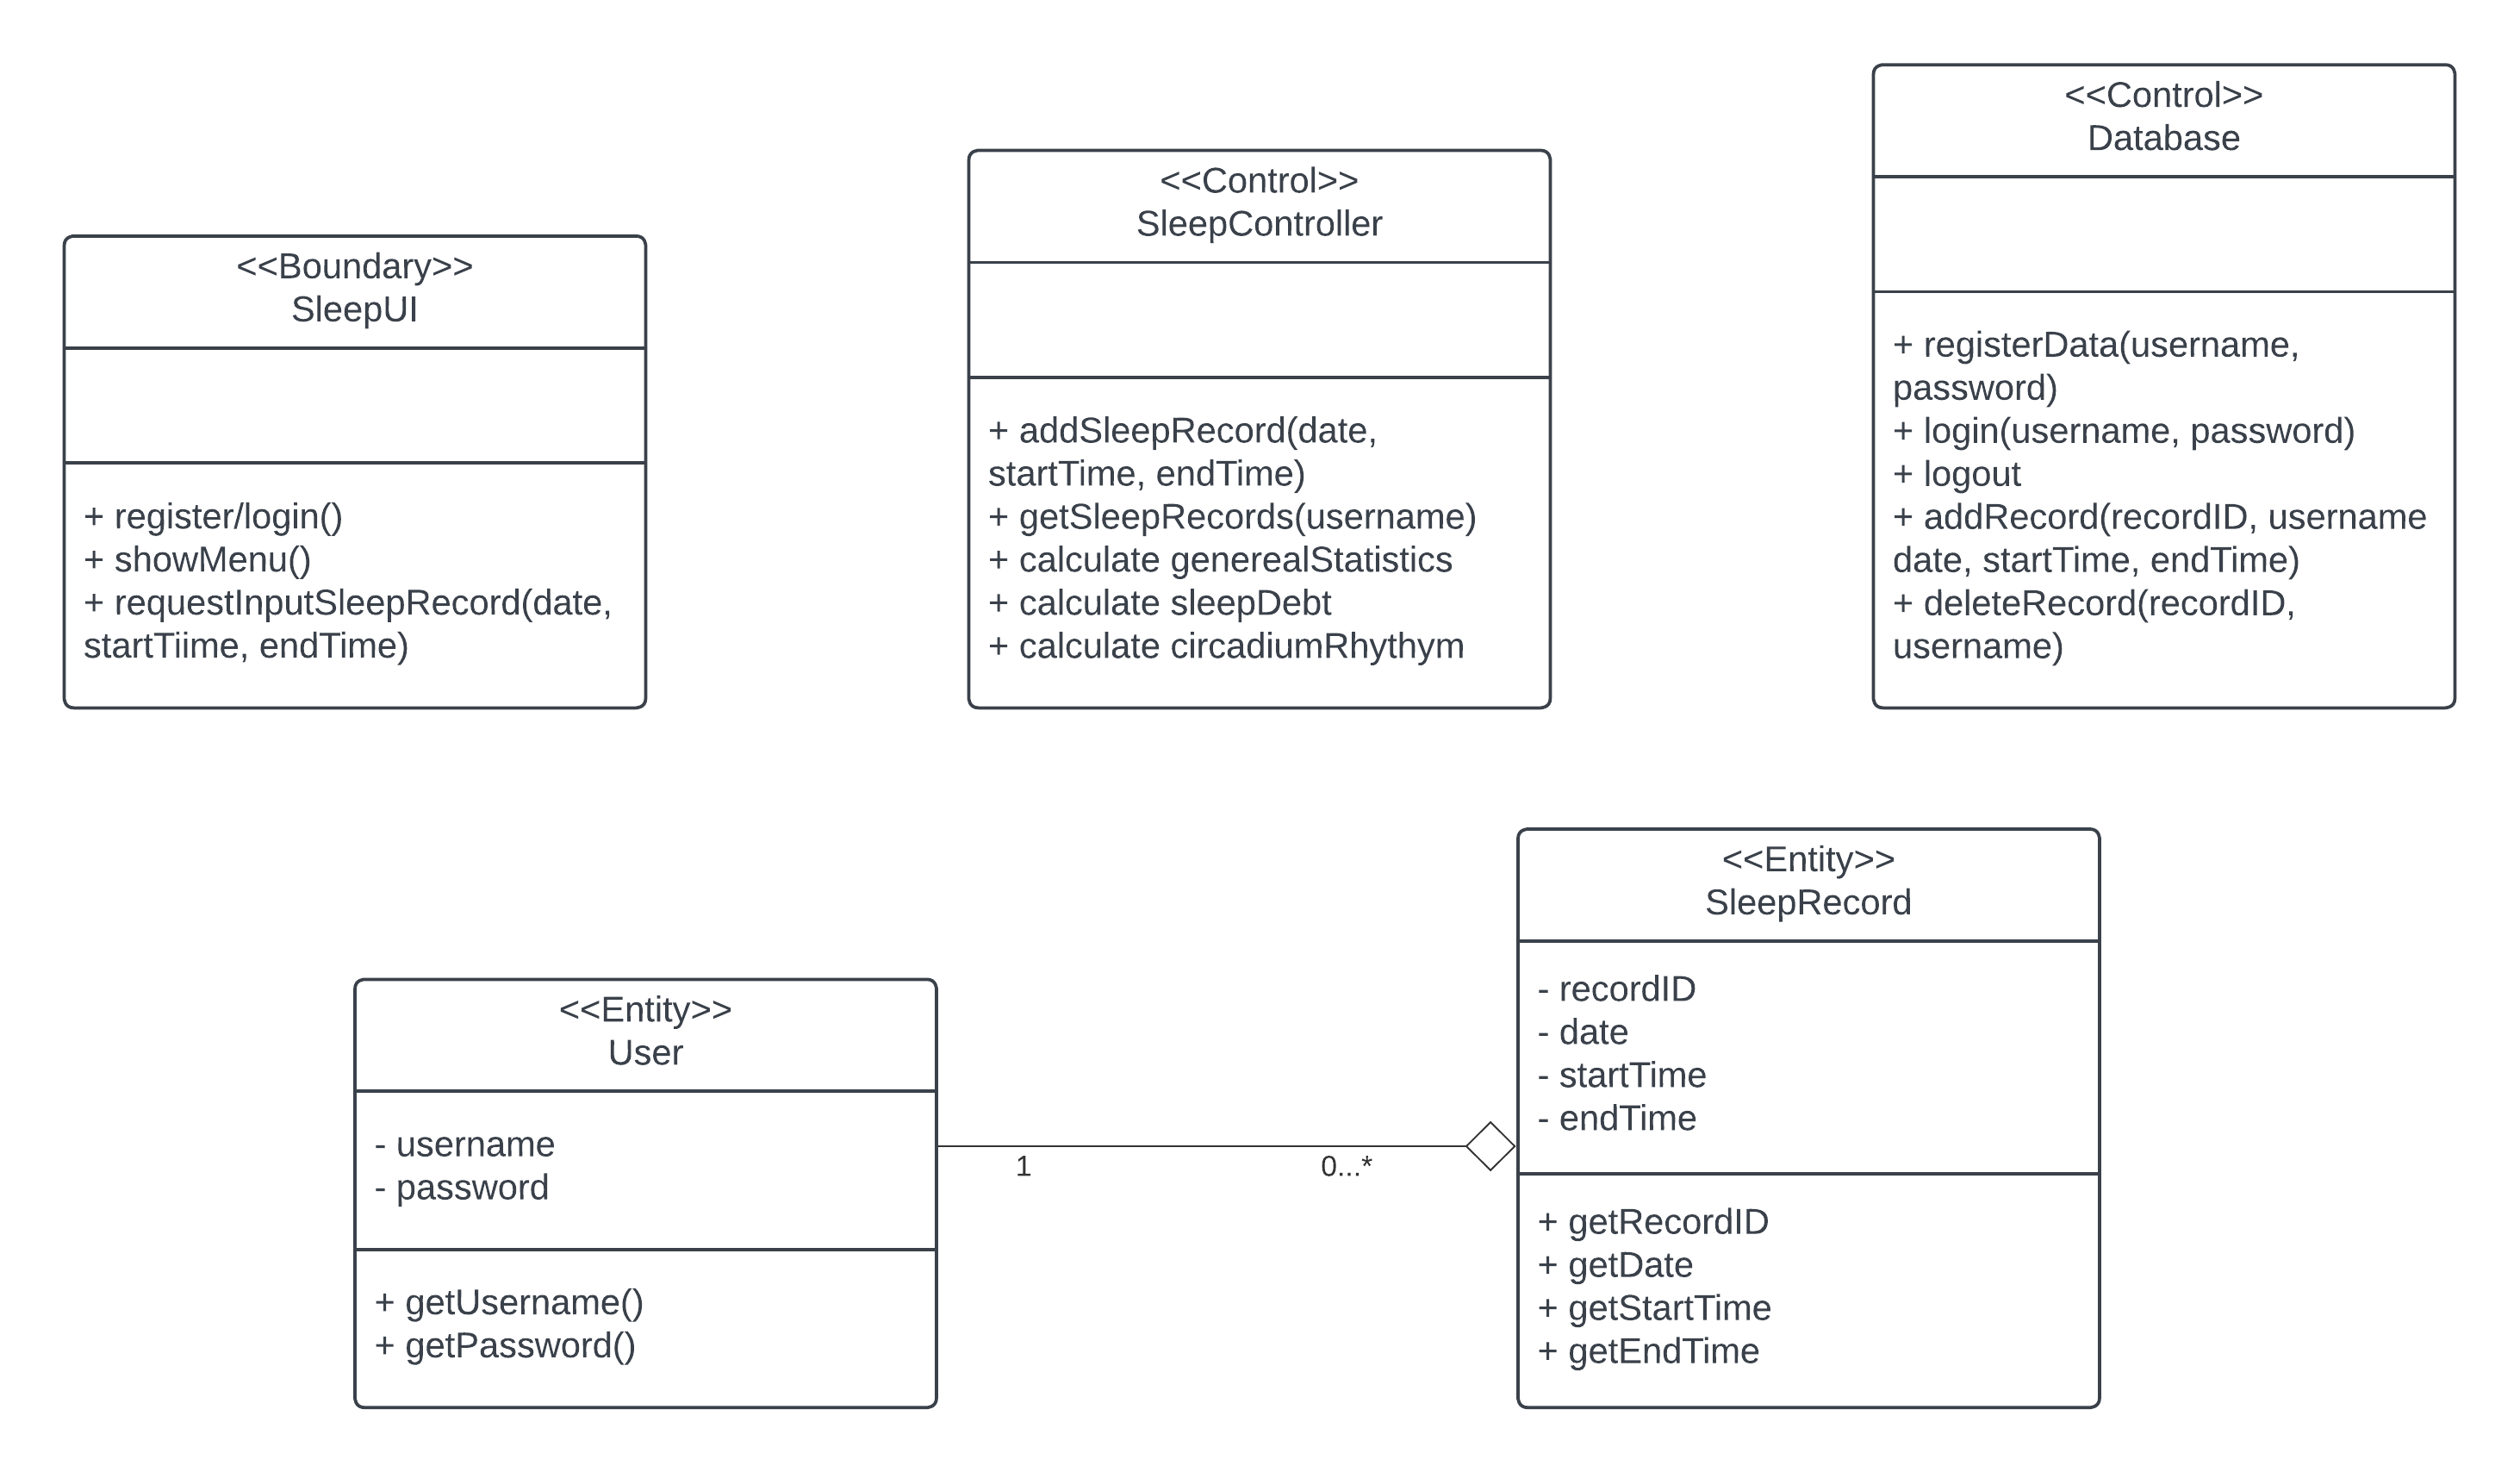 <<Boundary>>
SleepUI
+ register/login()
+ showMenu()
+ requestInputSleepRecord(date,
startTiime, endTime)
<<Control>>
SleepController
+ addSleepRecord(date,
startTime, endTime)
+ getSleepRecords(username)
+ calculate generealStatistics
+ calculate sleepDebt
+ calculate circadiumRhythym
<<Control>>
Database
+ registerData(username,
password)
+ login(username, password)
+ logout
+ addRecord(recordID, username
date, startTime, endTime)
+ deleteRecord(recordID,
username)
<<Entity>>
User
- username
- password
+ getUsername()
+ getPassword()
1
0...*
<<Entity>>
SleepRecord
- recordID
- date
- startTime
- endTime
+ getRecordID
+ getDate
+ getStartTime
+ getEndTime